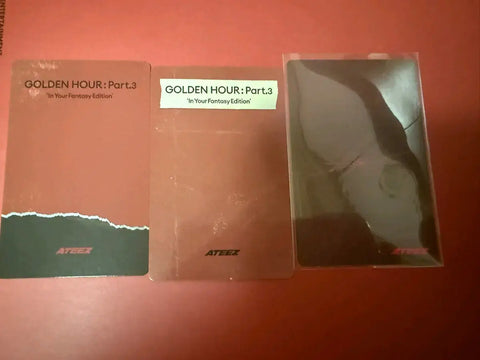 ENTERTAINMENT
GOLDEN HOUR : Part.3
'In Your Fantasy Edition'
ATEEZ
GOLDEN HOUR : Part.3
'In Your Fantasy Edition'
ATEEZ
ATEEZ